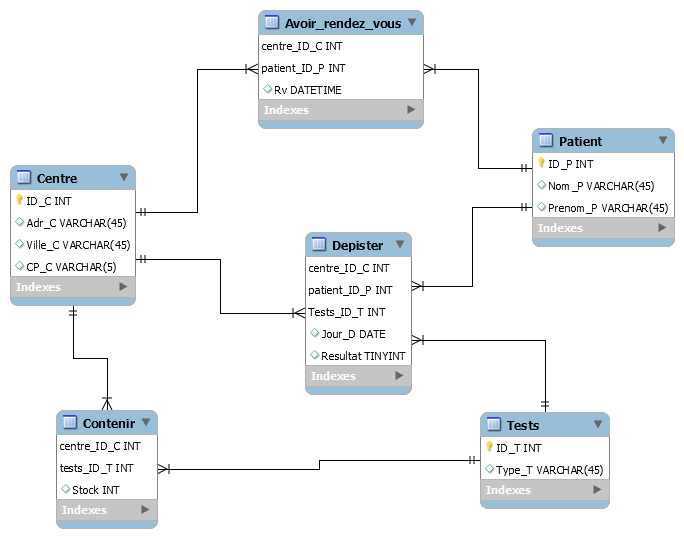 Avoir_rendez_vous
centre_ID_C INT
patient_ID_P INT
Rv DATETIME
Indexes
Patient
ID_P INT
Nom_P VARCHAR(45)
Prenom_P VARCHAR(45)
Indexes
Centre
ID_C INT
Adr_C VARCHAR(45)
Ville_C VARCHAR(45)
CP_C VARCHAR(5)
Indexes
Depister
centre_ID_C INT
patient_ID_P INT
Tests_ID_T INT
Jour_D DATE
Resultat TINYINT
Indexes
Contenir
centre_ID_C INT
tests_ID_T INT
Stock INT
Indexes
Tests
ID_T INT
Type_T VARCHAR(45)
Indexes